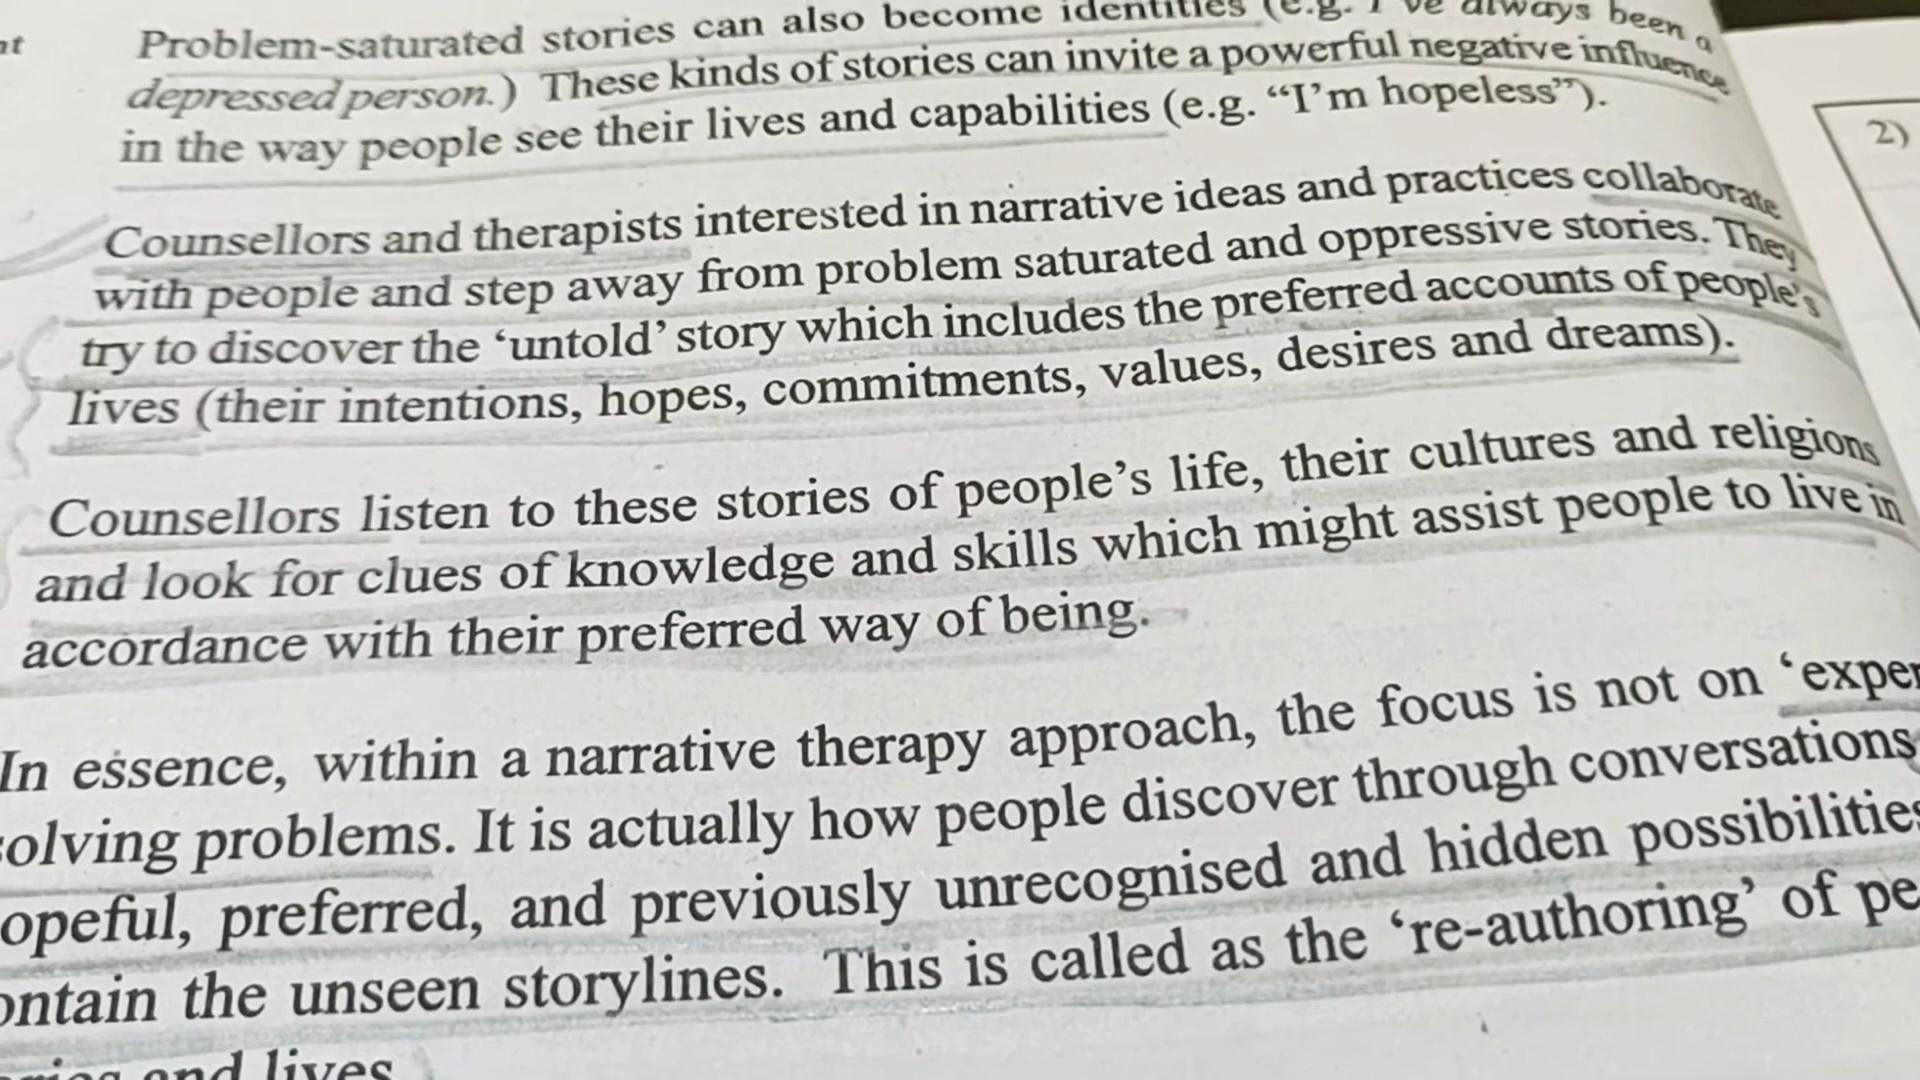 Problem-saturated stories can also become identities (e.g. I've always been a
depressed person.) These kinds of stories can invite a powerful negative influence
in the way people see their lives and capabilities (e.g. “I'm hopeless”).
Counsellors and therapists interested in narrative ideas and practices collaborate
with people and step away from problem saturated and oppressive stories. They
try to discover the ‘untold’ story which includes the preferred accounts of people's
lives (their intentions, hopes, commitments, values, desires and dreams).
Counsellors listen to these stories of people's life, their cultures and religions
and look for clues of knowledge and skills which might assist people to live in
accordance with their preferred way of being.
In essence, within a narrative therapy approach, the focus is not on ‘exper
olving problems. It is actually how people discover through conversations
opeful, preferred, and previously unrecognised and hidden possibilities
ontain the unseen storylines. This is called as the ‘re-authoring’ of pe
and lives
2)